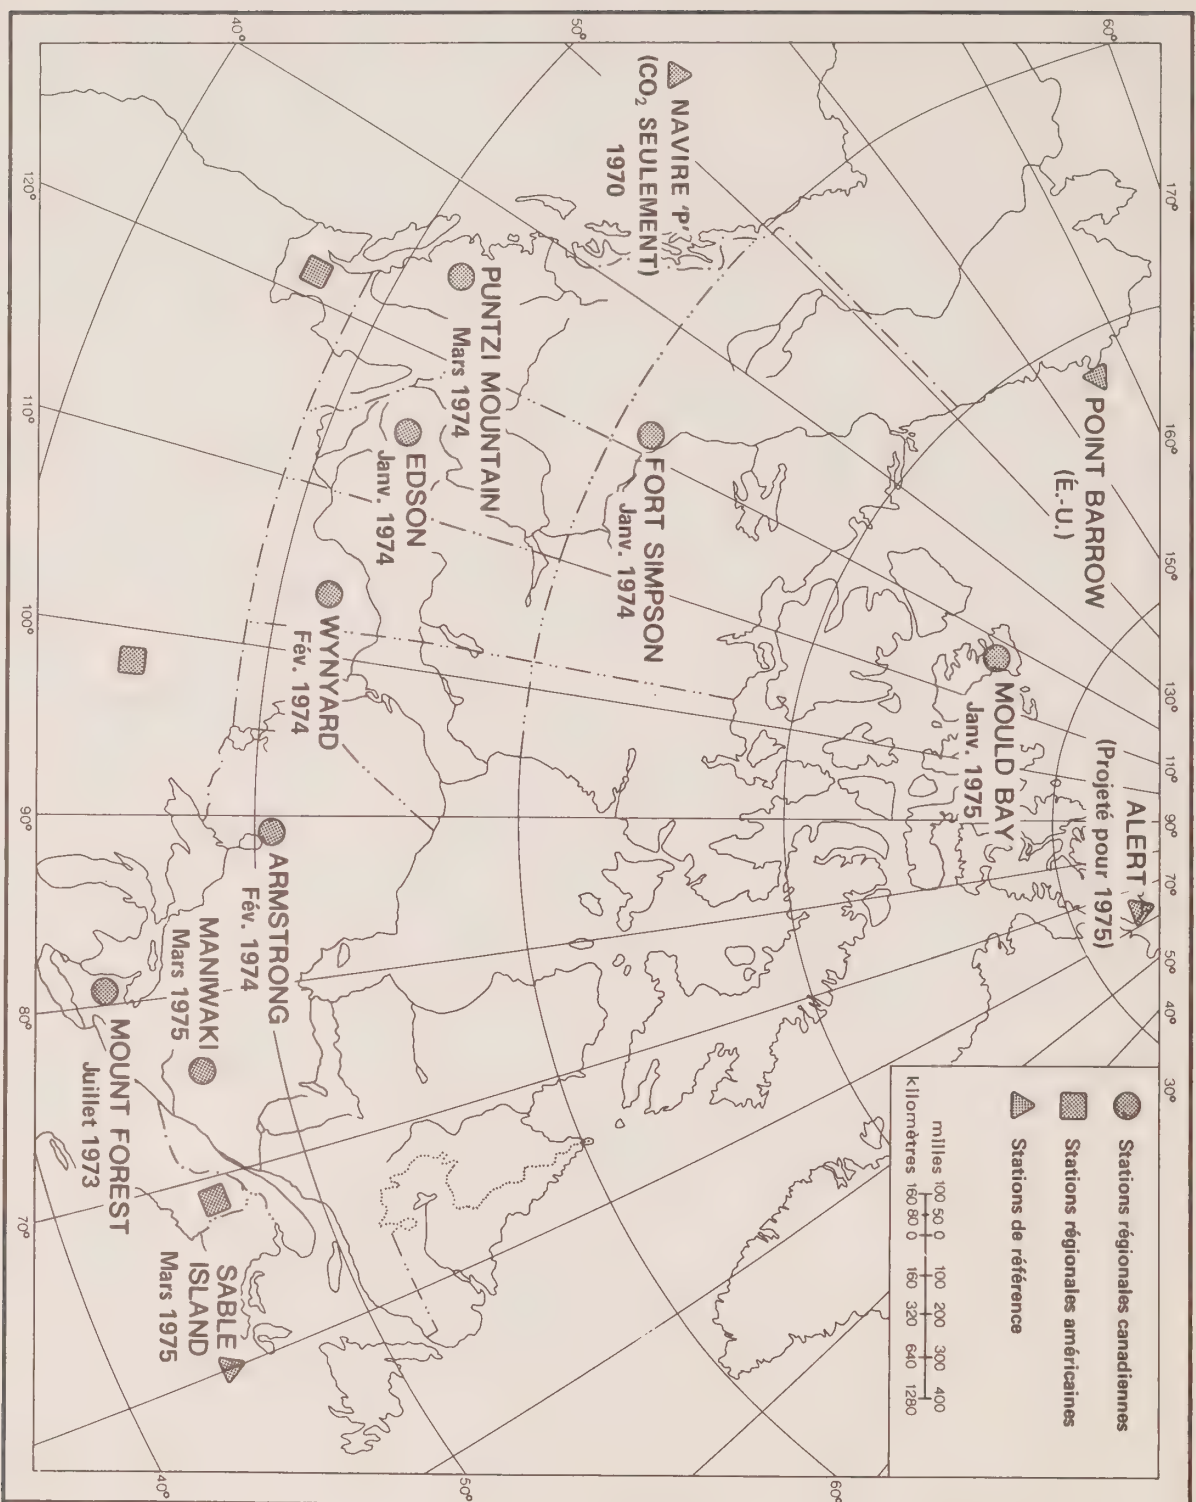 170°
160°
150°
130°
110°
90°
70°
50°
40°
30°
60°
50°
40°
120°
110°
100°
90°
80°
70°
40°
50°
60°
POINT BARROW
(É.-U.)
ALERT
(Projeté pour 1975)
MOULD BAY
Janv. 1975
NAVIRE 'P'
(CO₂ SEULEMENT)
1970
FORT SIMPSON
Janv. 1974
PUNTZI MOUNTAIN
Mars 1974
EDSON
Janv. 1974
WYNYARD
Fév. 1974
ARMSTRONG
Fév. 1974
MANIWAKI
Mars 1975
MOUNT FOREST
Juillet 1973
SABLE
ISLAND
Mars 1975
Stations régionales canadiennes
Stations régionales américaines
Stations de référence
milles 100 50 0 100 200 300 400
kilomètres 160 80 0 160 320 640 1280